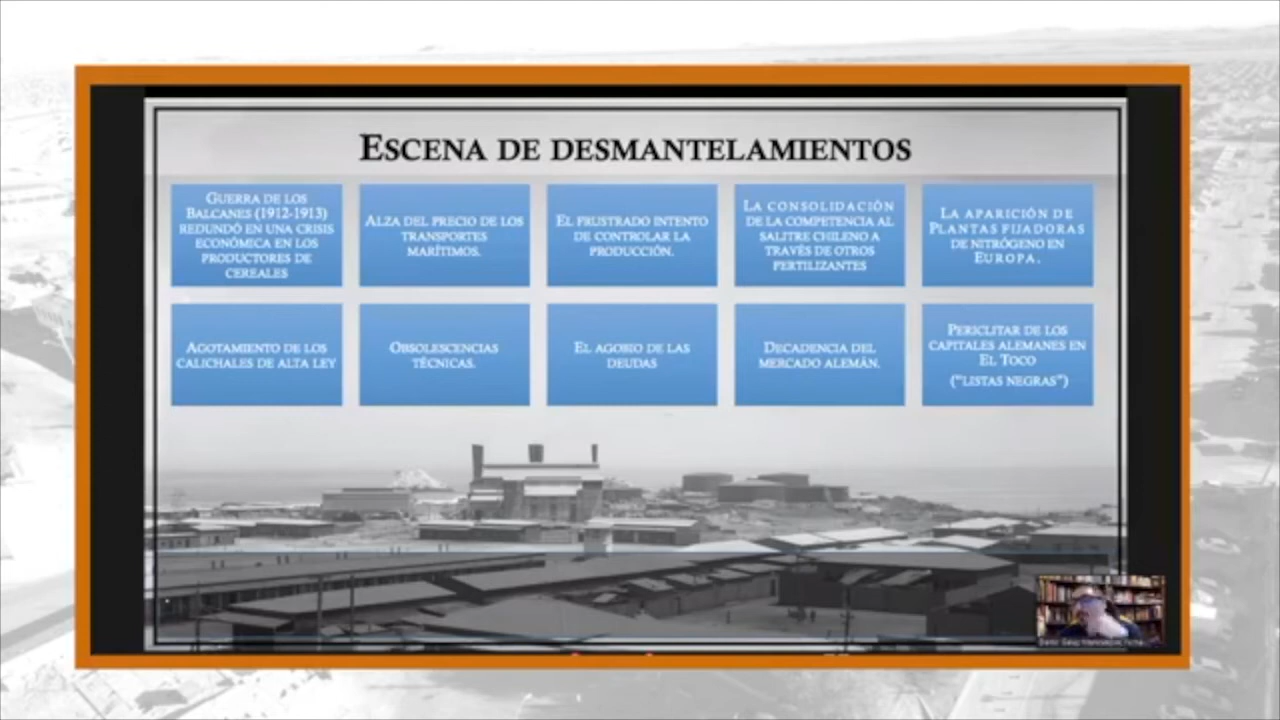 ESCENA DE DESMANTELAMIENTOS
GUERRA DE LOS
BALCANES (1912-1913)
REDUNDÓ EN UNA CRISIS
ECONÓMICA EN LOS
PRODUCTORES DE
CEREALES
ALZA DEL PRECIO DE LOS
TRANSPORTES
MARÍTIMOS.
EL FRUSTRADO INTENTO
DE CONTROLAR LA
PRODUCCIÓN.
LA CONSOLIDACIÓN
DE LA COMPETENCIA AL
SALITRE CHILENO A
TRAVÉS DE OTROS
FERTILIZANTES
LA APARICIÓN DE
PLANTAS FIJADORAS
DE NITRÓGENO EN
EUROPA.
AGOTAMIENTO DE LOS
CALICHALES DE ALTA LEY
OBSOLESCENCIAS
TÉCNICAS.
EL AGOBIO DE LAS
DEUDAS
DECADENCIA DEL
MERCADO ALEMÁN.
PERICLITAR DE LOS
CAPITALES ALEMANES EN
EL TOCO
("LISTAS NEGRAS")